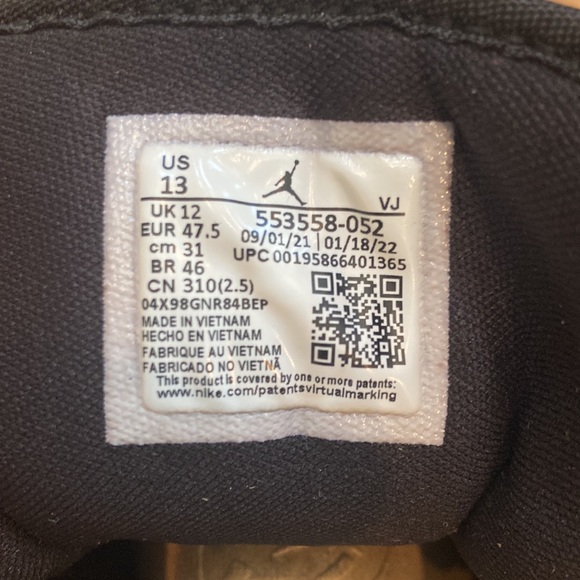 US
13
VJ
UK 12
553558-052
EUR 47.5
09/01/21 | 01/18/22
cm 31
UPC 00195866401365
BR 46
CN 310(2.5)
04X98GNR84BEP
MADE IN VIETNAM
HECHO EN VIETNAM
FABRIQUE AU VIETNAM
FABRICADO NO VIETNÃ
This product is covered by one or more patents:
www.nike.com/patentsvirtualmarking